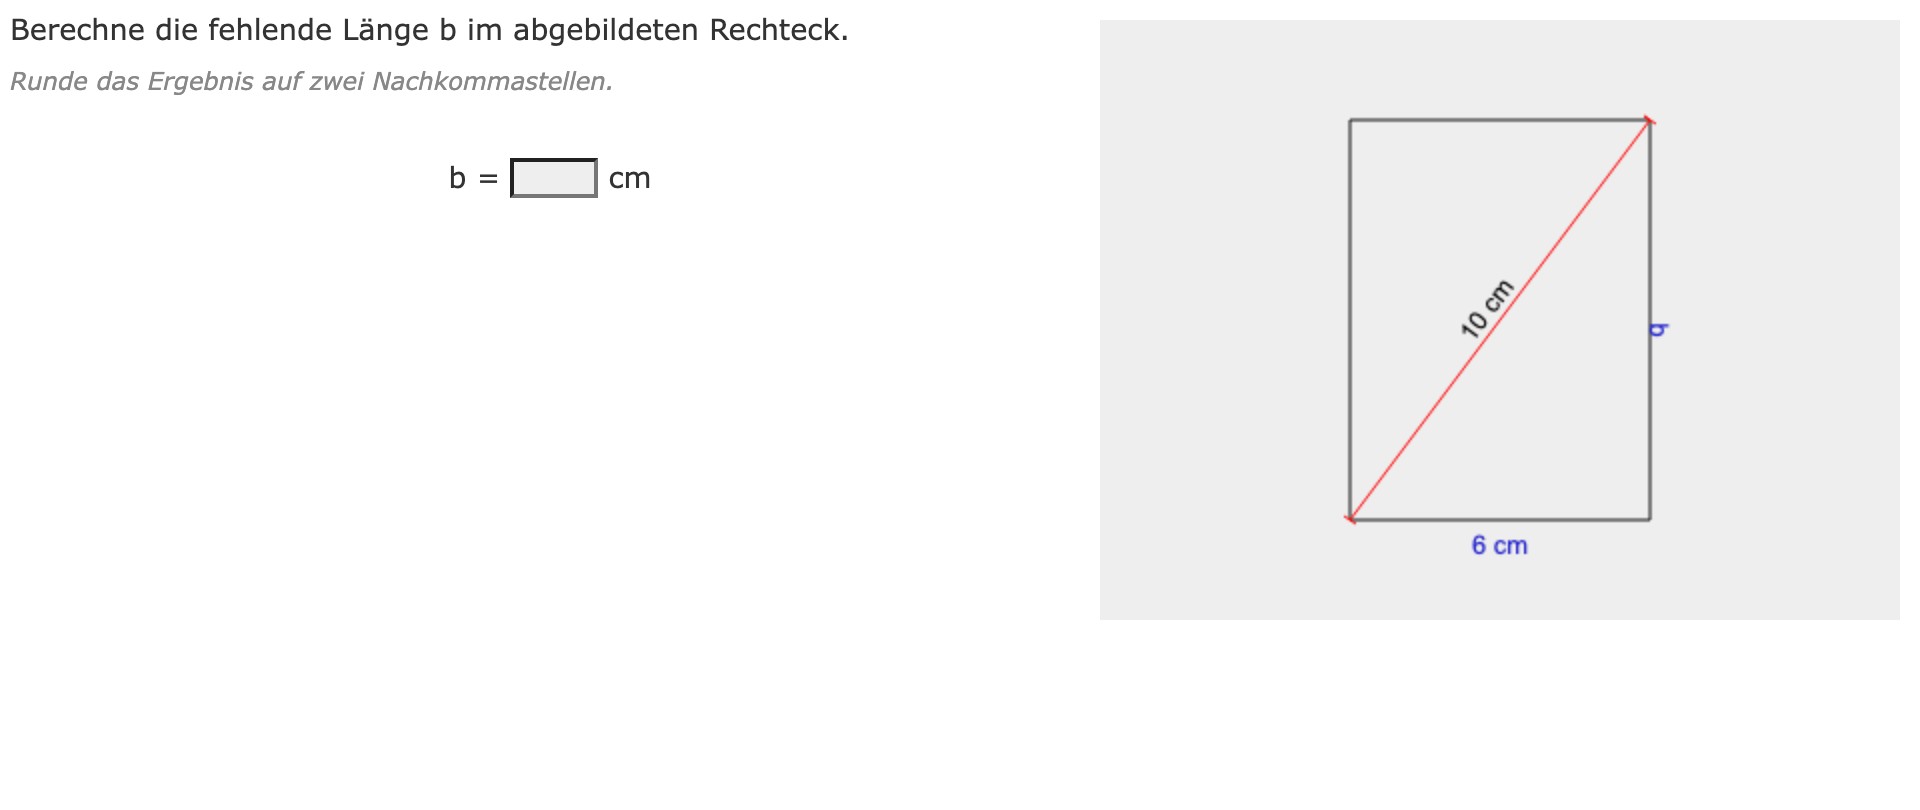 Berechne die fehlende Länge b im abgebildeten Rechteck.
Runde das Ergebnis auf zwei Nachkommastellen.
b = cm
10 cm
b
6 cm